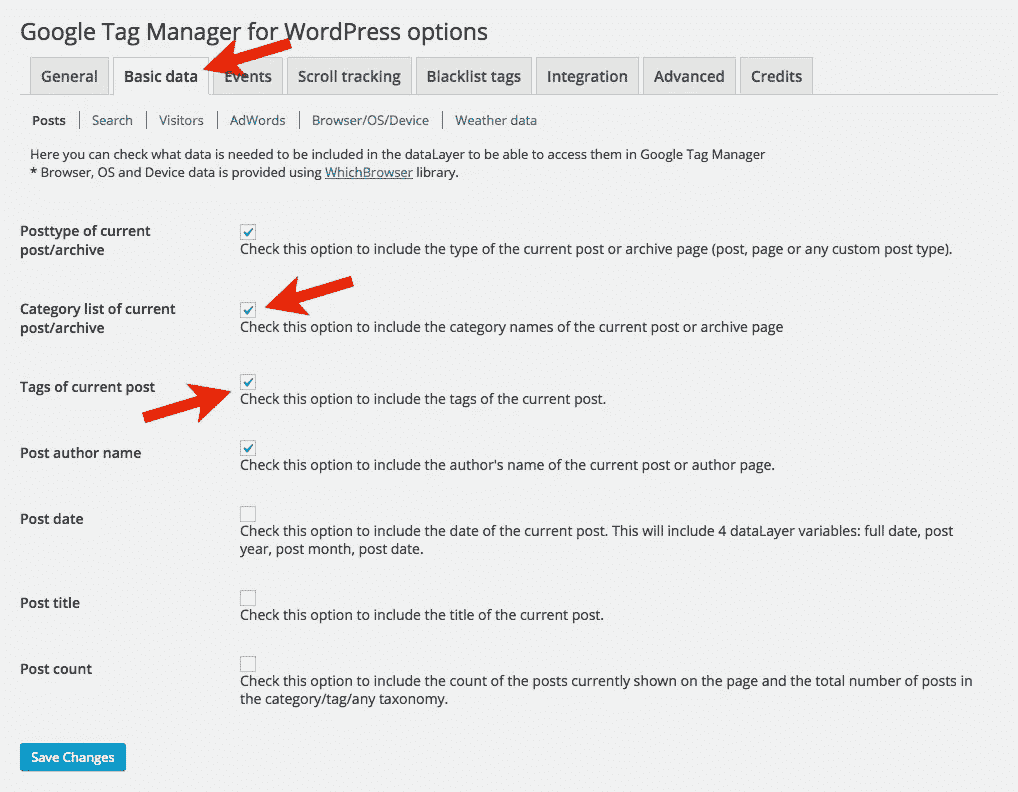 Google Tag Manager for WordPress options
General Basic data Events Scroll tracking Blacklist tags Integration Advanced Credits
Posts Search Visitors AdWords Browser/OS/Device Weather data
Here you can check what data is needed to be included in the dataLayer to be able to access them in Google Tag Manager
* Browser, OS and Device data is provided using WhichBrowser library.
Posttype of current
post/archive
Check this option to include the type of the current post or archive page (post, page or any custom post type).
Category list of current
post/archive
Check this option to include the category names of the current post or archive page
Tags of current post
Check this option to include the tags of the current post.
Post author name
Check this option to include the author's name of the current post or author page.
Post date
Check this option to include the date of the current post. This will include 4 dataLayer variables: full date, post
year, post month, post date.
Post title
Check this option to include the title of the current post.
Post count
Check this option to include the count of the posts currently shown on the page and the total number of posts in
the category/tag/any taxonomy.
Save Changes